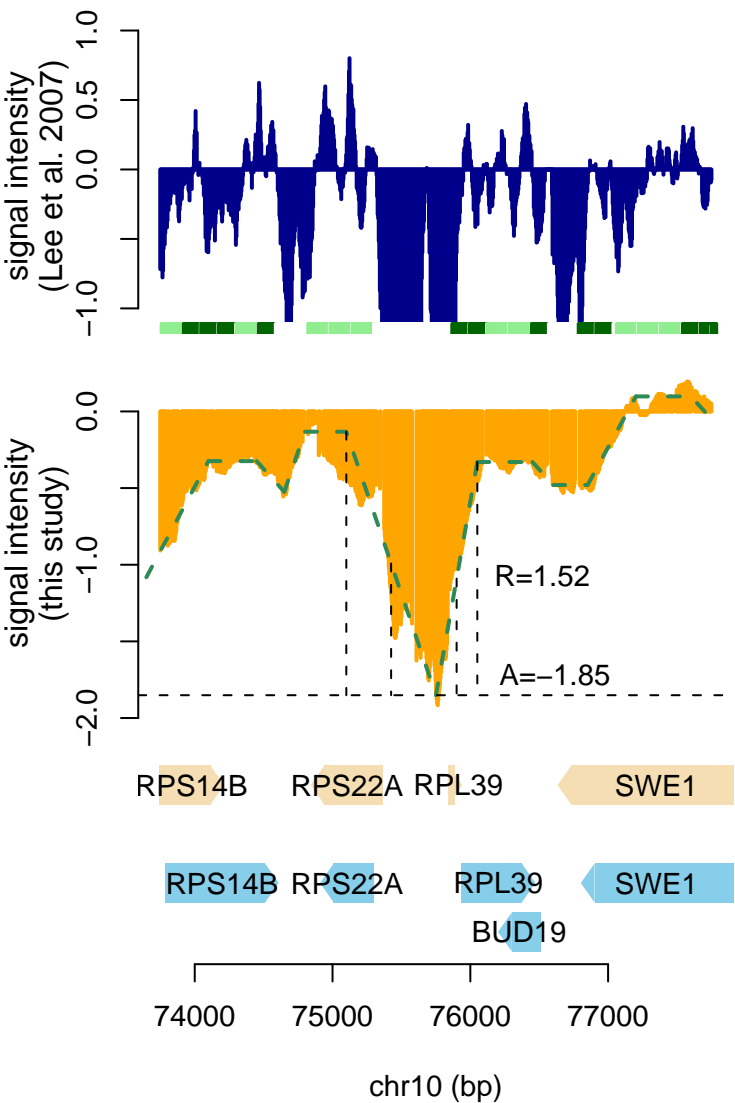 signal intensity
(Lee et al. 2007)
1.0
0.5
0.0
−1.0
signal intensity
(this study)
0.0
−1.0
−2.0
R=1.52
A=−1.85
RPS14B RPS22A RPL39 SWE1
RPS14B RPS22A RPL39 SWE1
BUD19
74000 75000 76000 77000
chr10 (bp)